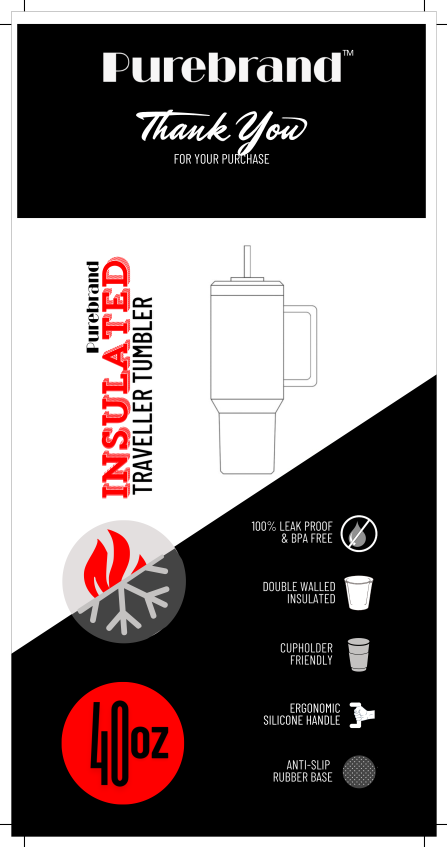 Purebrand™
Thank You
FOR YOUR PURCHASE
Purebrand
INSULATED
TRAVELLER TUMBLER
100% LEAK PROOF
& BPA FREE
DOUBLE WALLED
INSULATED
CUPHOLDER
FRIENDLY
ERGONOMIC
SILICONE HANDLE
ANTI-SLIP
RUBBER BASE
40oz